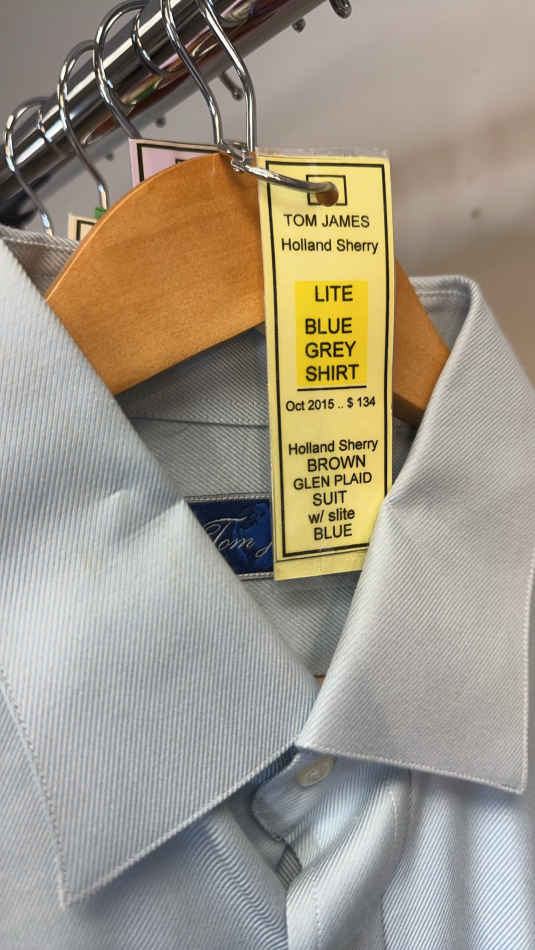 TOM JAMES
Holland Sherry
LITE
BLUE
GREY
SHIRT
Oct 2015 .. $ 134
Holland Sherry
BROWN
GLEN PLAID
SUIT
w/ slite
BLUE
Tom J